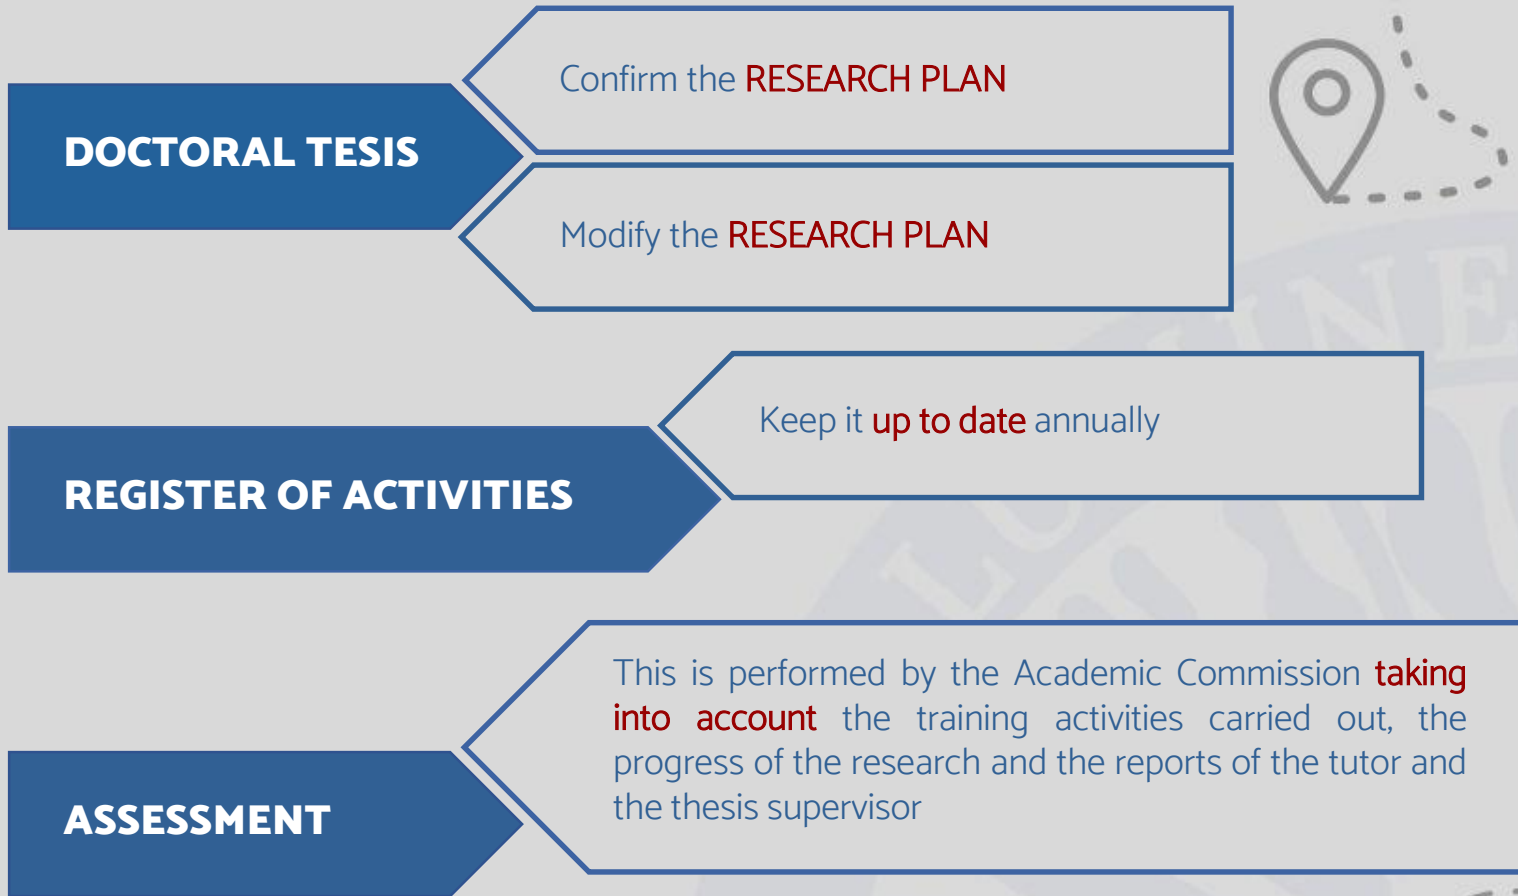 Confirm the RESEARCH PLAN
DOCTORAL TESIS
Modify the RESEARCH PLAN
Keep it up to date annually
REGISTER OF ACTIVITIES
This is performed by the Academic Commission taking
into account the training activities carried out, the
progress of the research and the reports of the tutor and
the thesis supervisor
ASSESSMENT